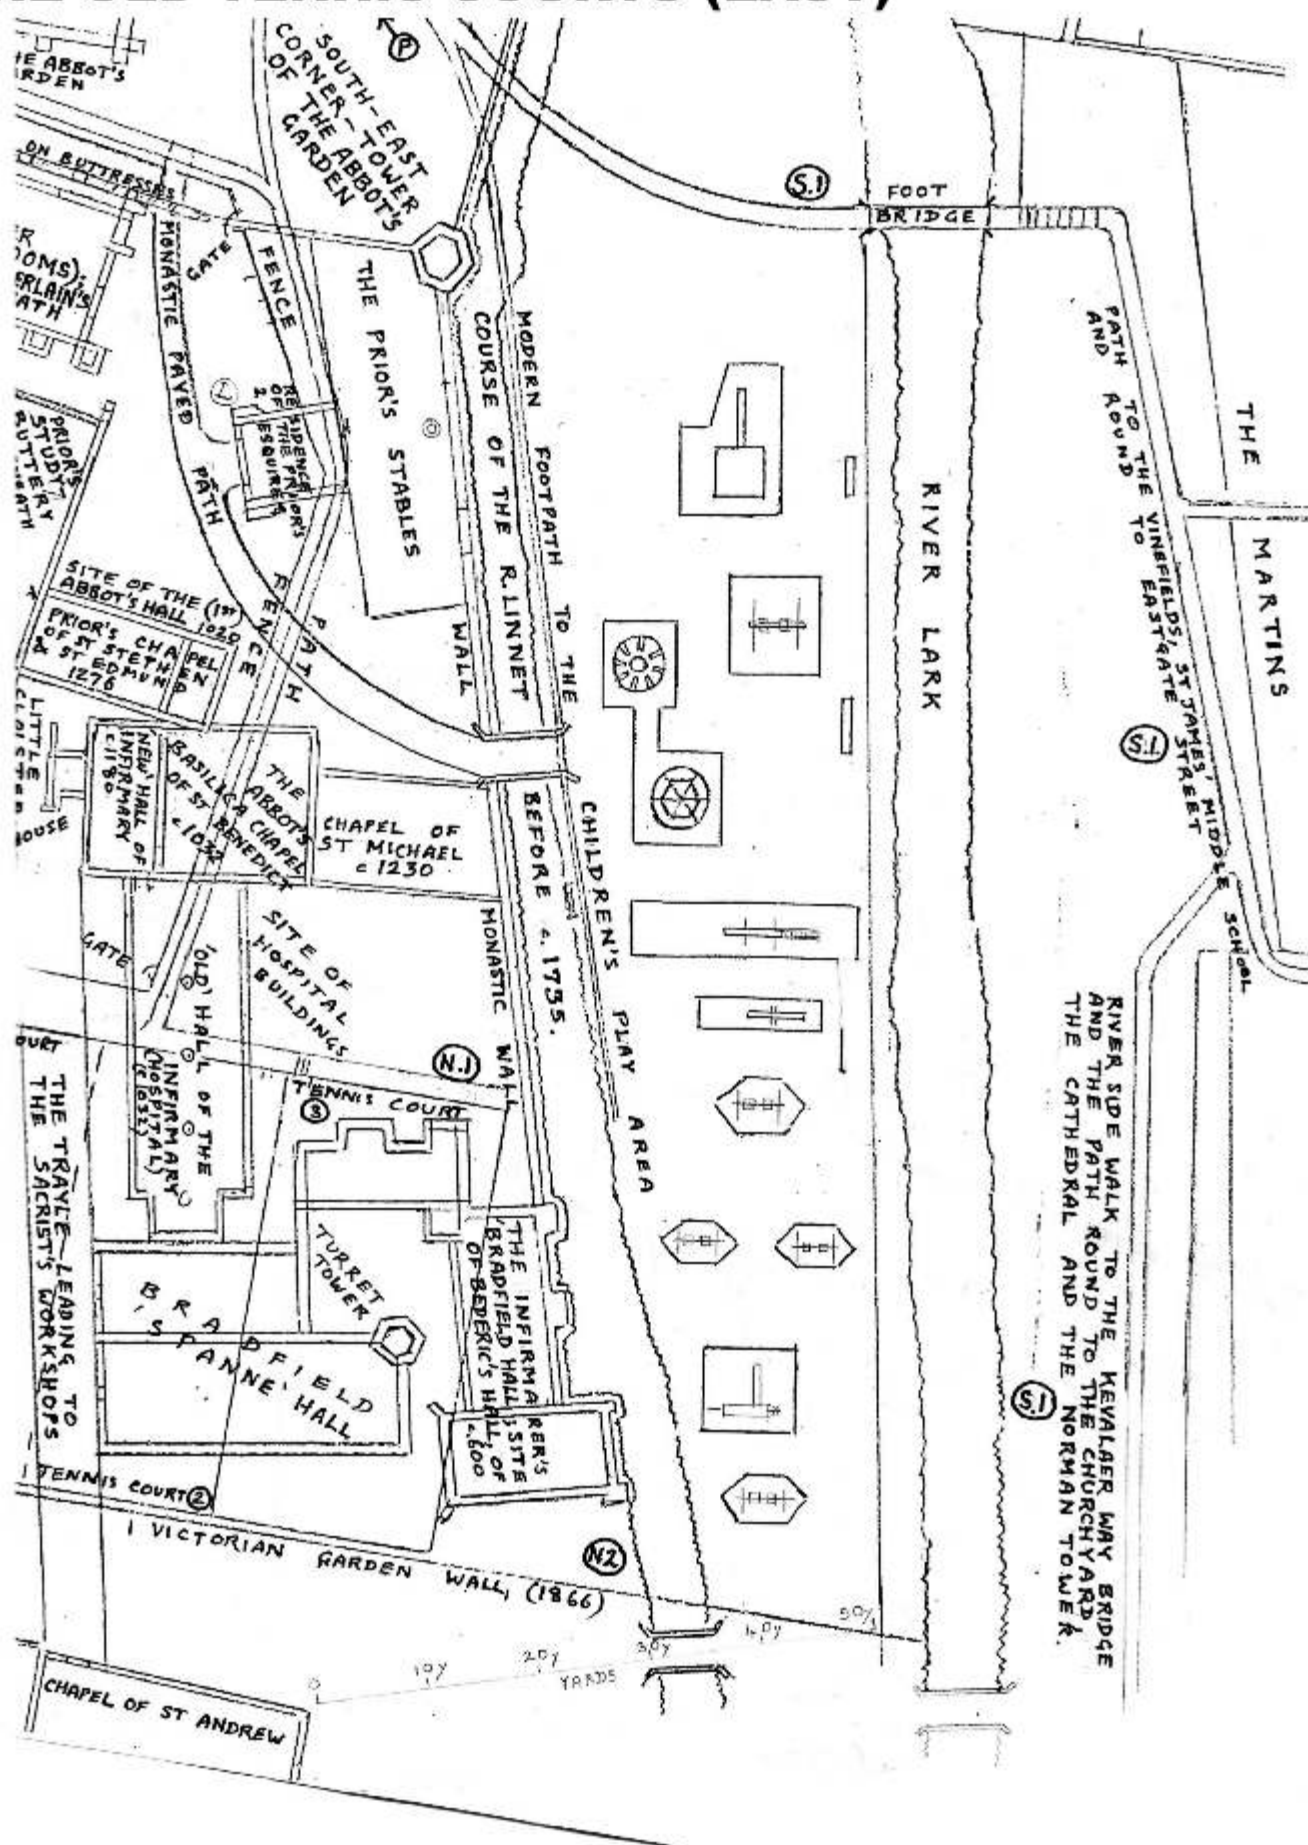 (EAST)
THE ABBOT'S
GARDEN
ON BUTTRESSES
SOUTH-EAST
CORNER-TOWER
OF THE ABBOT'S
GARDEN
P
S.1
FOOT
BRIDGE
GATE
FENCE
MONASTIC PAVED
PATH
THE PRIOR'S STABLES
COURSE OF THE R. LINNET
BEFORE c. 1735.
MODERN FOOTPATH TO THE
CHILDREN'S PLAY AREA
RESIDENCE
OF THE PRIOR'S
2 ESQUIRES
PRIOR'S
STUDY
BUTTERY
WALL
RIVER LARK
PATH TO THE VINEFIELDS, ST JAMES' MIDDLE SCHOOL
AND ROUND TO EASTGATE STREET
THE MARTINS
SITE OF THE (1ST)
ABBOT'S HALL 1020
PRIOR'S CHAPEL
OF ST STEPHEN
& ST EDMUND
1276
FENCE
PATH
LITTLE
CLOISTER
HOUSE
NEW HALL OF
INFIRMARY
c.1180
THE
ABBOT'S
BASILICA CHAPEL
OF ST BENEDICT
c1032
CHAPEL OF
ST MICHAEL
c 1230
S.1.
GATE
'OLD' HALL OF THE
INFIRMARY
(HOSPITAL)
(c1032)
SITE OF
HOSPITAL
BUILDINGS
MONASTIC WALL
N.1
TENNIS COURT
3
THE TRAYLE-LEADING TO
THE SACRIST'S WORKSHOPS
TURRET
TOWER
BRADFIELD
'SPANNE' HALL
THE INFIRMARER'S
'BRADFIELD HALL'; SITE
OF BEDERIC'S HALL, OF
c.600
RIVER SIDE WALK TO THE KEVALAER WAY BRIDGE
AND THE PATH ROUND TO THE CHURCHYARD
THE CATHEDRAL AND THE NORMAN TOWER.
S.1
TENNIS COURT 2
VICTORIAN GARDEN WALL, (1866)
N2
0
10y
20y
30y
40y
50y
YARDS
CHAPEL OF ST ANDREW